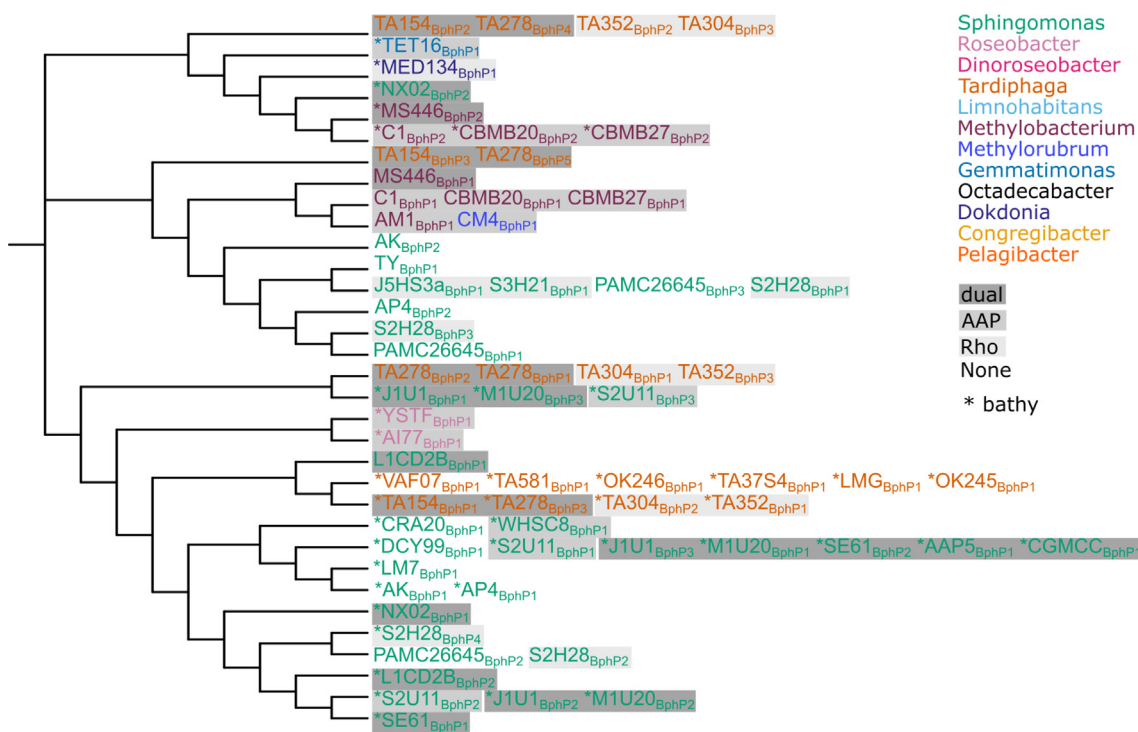 TA154BphP2 TA278BphP4 TA352BphP2 TA304BphP3
*TET16BphP1
*MED134BphP1
*NX02BphP2
*MS446BphP2
*C1BphP2 *CBMB20BphP2 *CBMB27BphP2
TA154BphP3 TA278BphP5
MS446BphP1
C1BphP1 CBMB20BphP1 CBMB27BphP1
AM1BphP1 CM4BphP1
AKBphP2
TYBphP1
J5HS3aBphP1 S3H21BphP1 PAMC26645BphP3 S2H28BphP1
AP4BphP2
S2H28BphP3
PAMC26645BphP1
TA278BphP2 TA278BphP1 TA304BphP1 TA352BphP3
*J1U1BphP1 *M1U20BphP3 *S2U11BphP3
*YSTFBphP1
*AI77BphP1
L1CD2BBphP1
*VAF07BphP1 *TA581BphP1 *OK246BphP1 *TA37S4BphP1 *LMGBphP1 *OK245BphP1
*TA154BphP1 *TA278BphP3 *TA304BphP2 *TA352BphP1
*CRA20BphP1 *WHSC8BphP1
*DCY99BphP1 *S2U11BphP1 *J1U1BphP3 *M1U20BphP1 *SE61BphP2 *AAP5BphP1 *CGMCCBphP1
*LM7BphP1
*AKBphP1 *AP4BphP1
*NX02BphP1
*S2H28BphP4
PAMC26645BphP2 S2H28BphP2
*L1CD2BBphP2
*S2U11BphP2 *J1U1BphP2 *M1U20BphP2
*SE61BphP1
Sphingomonas
Roseobacter
Dinoroseobacter
Tardiphaga
Limnohabitans
Methylobacterium
Methylorubrum
Gemmatimonas
Octadecabacter
Dokdonia
Congregibacter
Pelagibacter
dual
AAP
Rho
None
* bathy